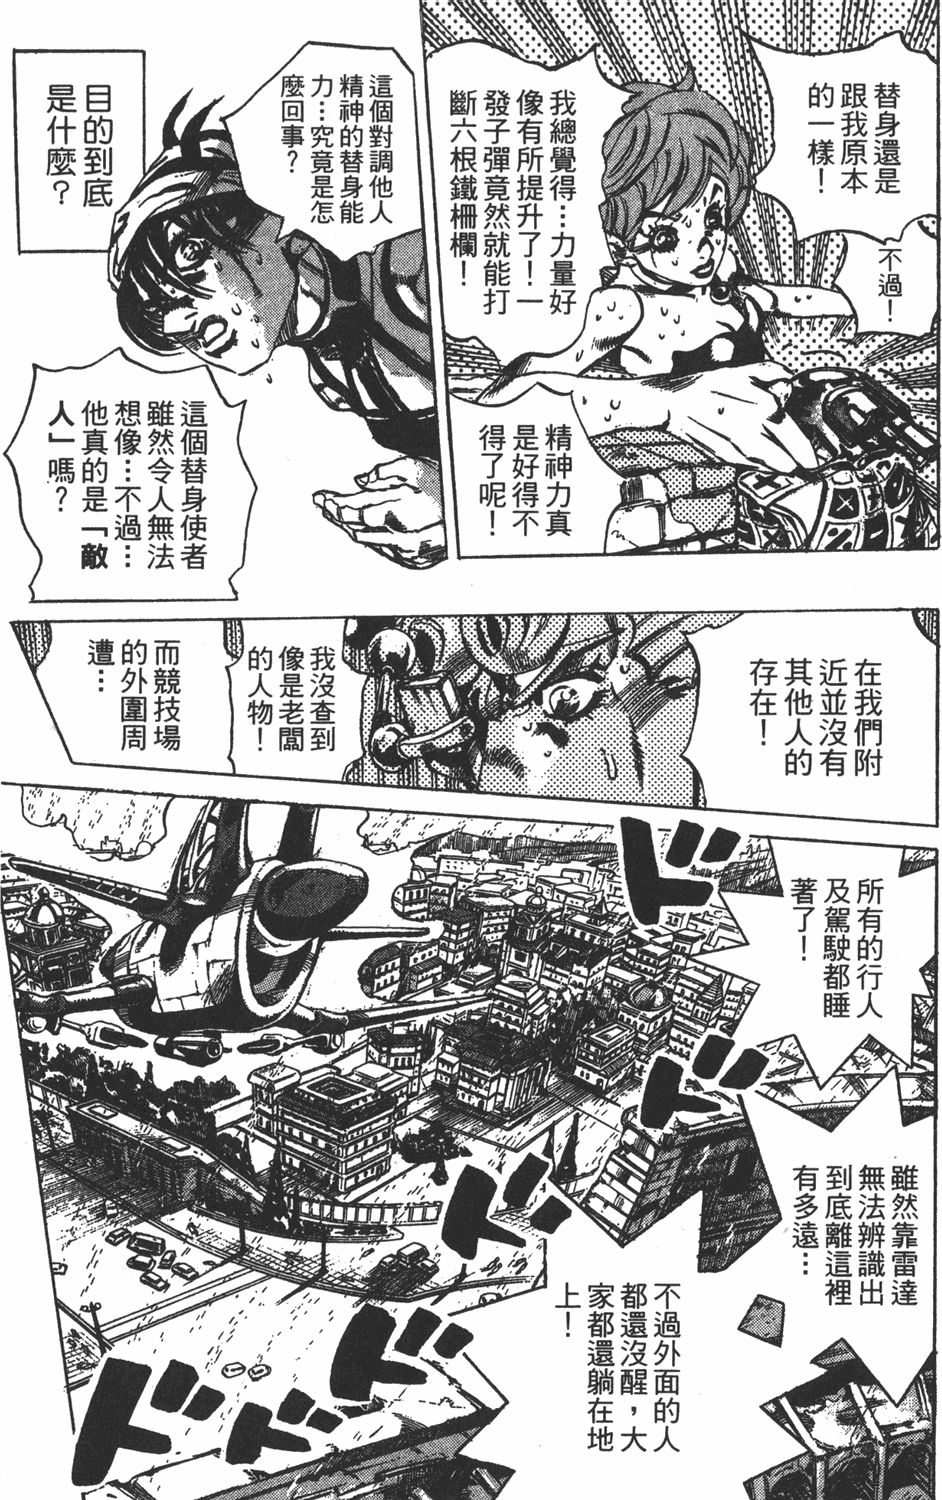 替身還是
跟我原本
的一樣！
不過！
我總覺得…力量好
像有所提升了！一
發子彈竟然就能打
斷六根鐵柵欄！
精神力真
是好得不
得了呢！
這個對調他人
精神的替身能
力…究竟是怎
麼回事？
目的到底
是什麼？
這個替身使者
雖然令人無法
想像…不過…
他真的是「敵
人」嗎？
在我們附
近並沒有
其他人的
存在！
我沒查到
像是老闆
的人物！
而競技場
的外圍周
遭…
所有的行人
及駕駛都睡
著了！
雖然靠雷達
無法辨識出
到底離這裡
有多遠…
不過外面的人
都還沒醒，大
家都還躺在地
上！
ドドドド
ドドド